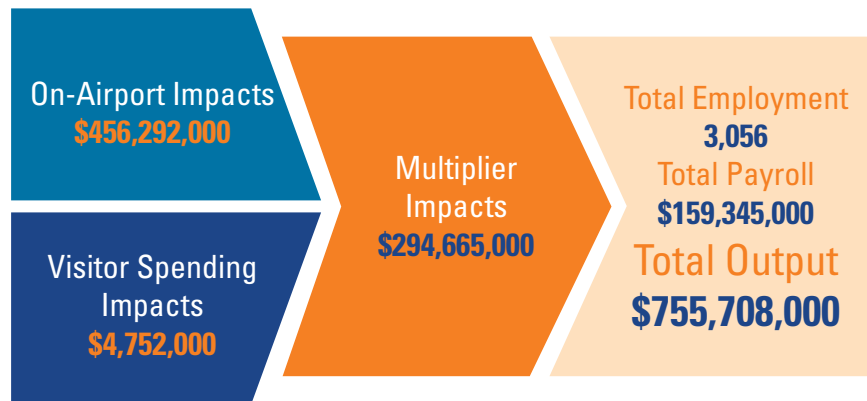 On-Airport Impacts
$456,292,000
Visitor Spending
Impacts
$4,752,000
Multiplier
Impacts
$294,665,000
Total Employment
3,056
Total Payroll
$159,345,000
Total Output
$755,708,000